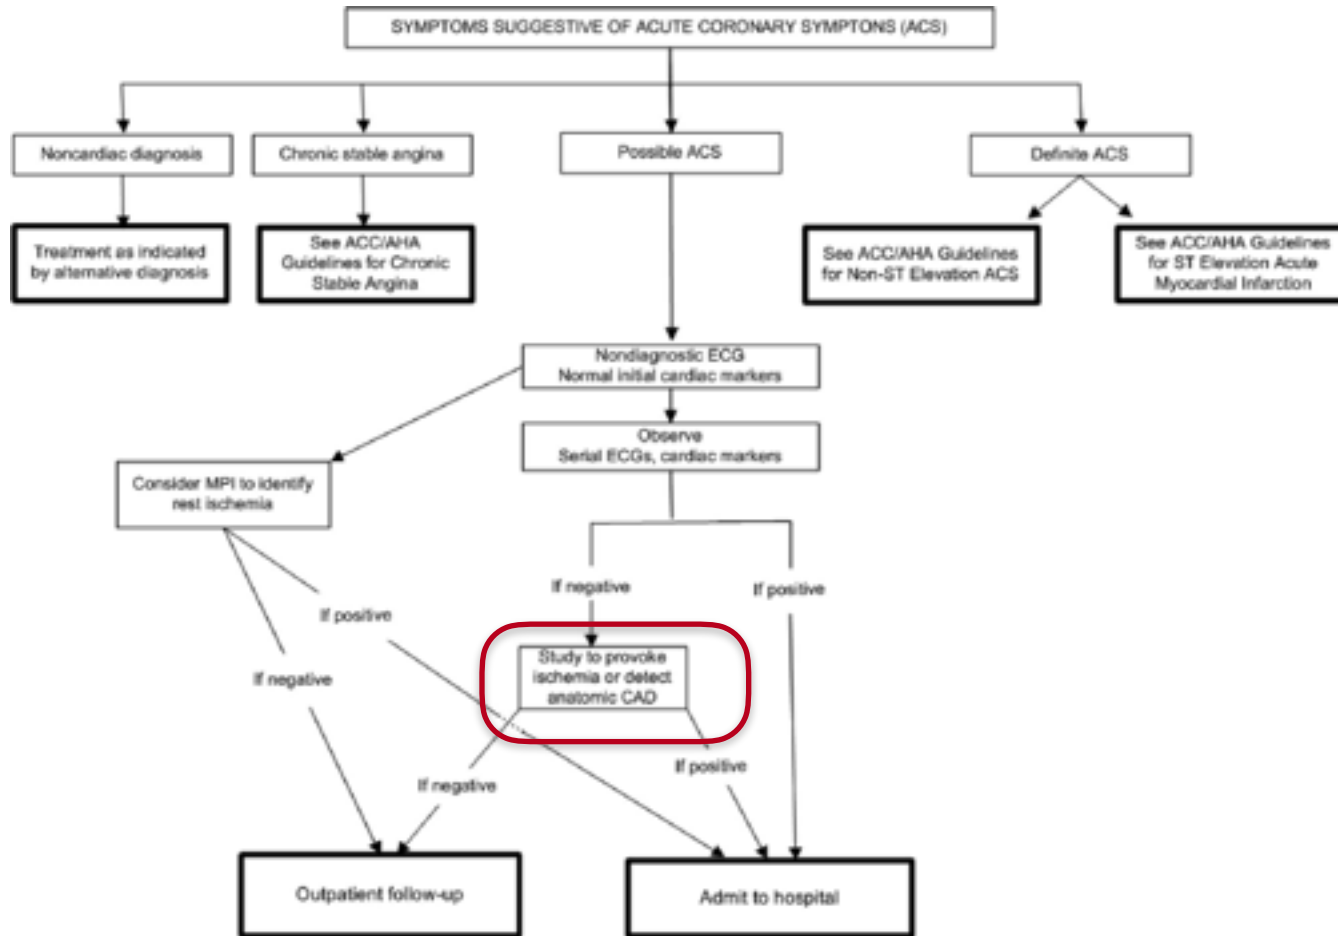 SYMPTOMS SUGGESTIVE OF ACUTE CORONARY SYMPTONS (ACS)
Noncardiac diagnosis
Chronic stable angina
Possible ACS
Definite ACS
Treatment as indicated
by alternative diagnosis
See ACC/AHA
Guidelines for Chronic
Stable Angina
See ACC/AHA Guidelines
for Non-ST Elevation ACS
See ACC/AHA Guidelines
for ST Elevation Acute
Myocardial Infarction
Nondiagnostic ECG
Normal initial cardiac markers
Observe
Serial ECGs, cardiac markers
Consider MPI to identify
rest ischemia
If negative
If positive
If positive
Study to provoke
ischemia or detect
anatomic CAD
If negative
If positive
If negative
Outpatient follow-up
Admit to hospital